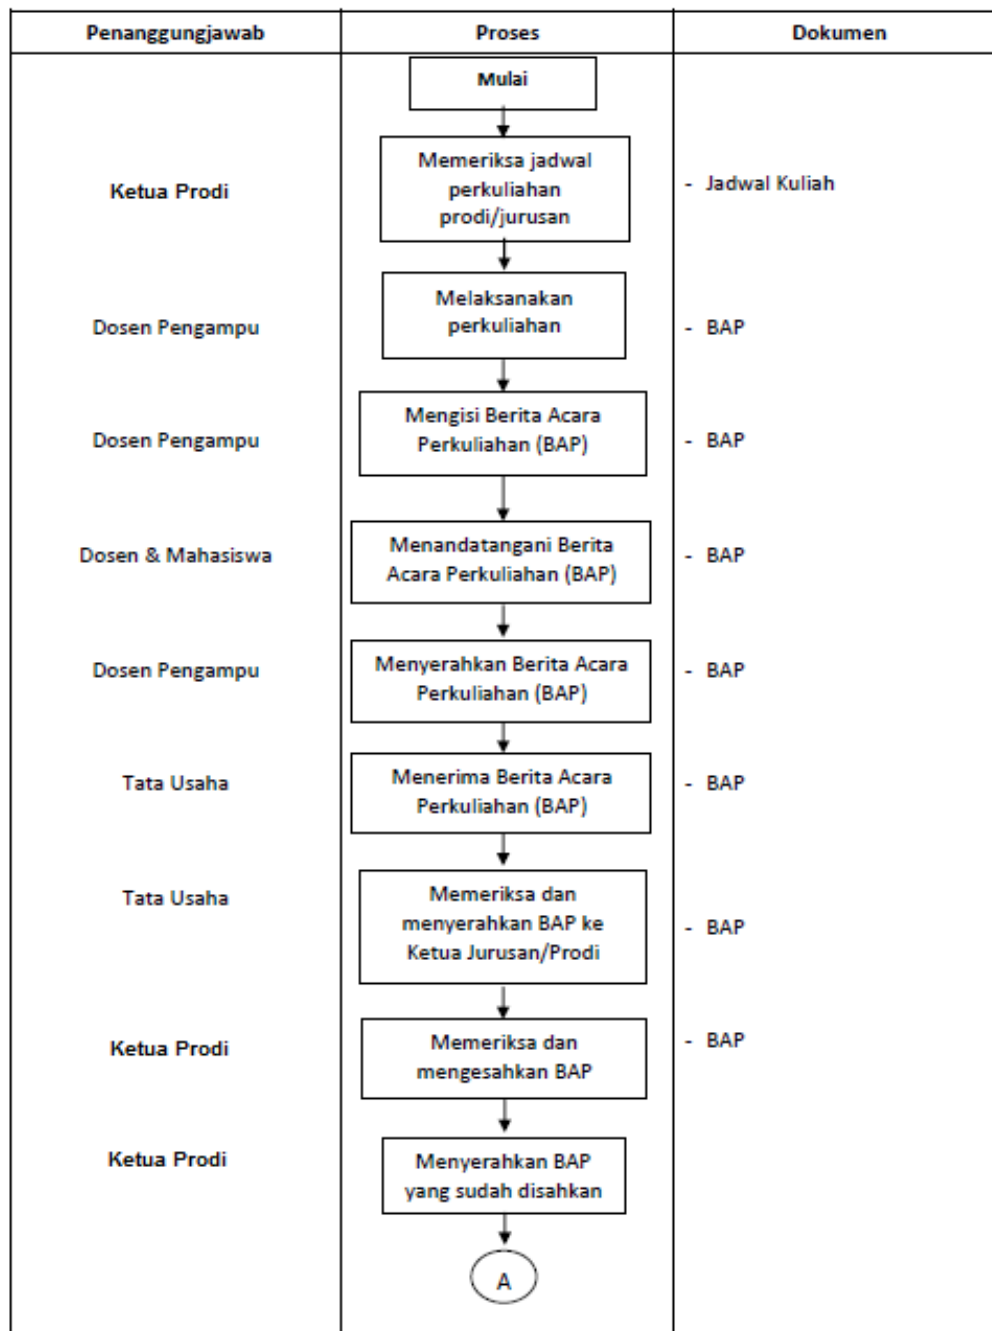 Penanggungjawab Proses Dokumen
Mulai
Memeriksa jadwal
perkuliahan
prodi/jurusan
Ketua Prodi
- Jadwal Kuliah
Melaksanakan
perkuliahan
Dosen Pengampu
- BAP
Mengisi Berita Acara
Perkuliahan (BAP)
Dosen Pengampu
- BAP
Menandatangani Berita
Acara Perkuliahan (BAP)
Dosen & Mahasiswa
- BAP
Menyerahkan Berita Acara
Perkuliahan (BAP)
Dosen Pengampu
- BAP
Menerima Berita Acara
Perkuliahan (BAP)
Tata Usaha
- BAP
Memeriksa dan
menyerahkan BAP ke
Ketua Jurusan/Prodi
Tata Usaha
- BAP
Memeriksa dan
mengesahkan BAP
Ketua Prodi
- BAP
Menyerahkan BAP
yang sudah disahkan
Ketua Prodi
A